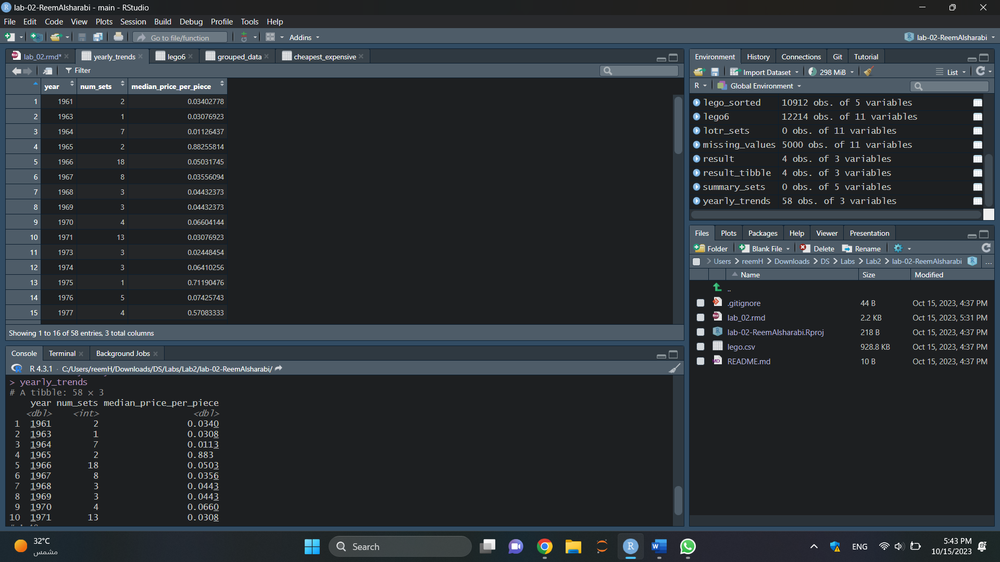 lab-02-ReemAlsharabi - main - RStudio
File Edit Code View Plots Session Build Debug Profile Tools Help
Go to file/function Addins lab-02-ReemAlsharabi
lab_02.rmd* yearly_trends lego6 grouped_data cheapest_expensive
Filter
year num_sets median_price_per_piece
1 1961 2 0.03402778
2 1963 1 0.03076923
3 1964 7 0.01126437
4 1965 2 0.88255814
5 1966 18 0.05031745
6 1967 8 0.03556094
7 1968 3 0.04432373
8 1969 3 0.04432373
9 1970 4 0.06604144
10 1971 13 0.03076923
11 1973 3 0.02448454
12 1974 3 0.06410256
13 1975 1 0.71190476
14 1976 5 0.07425743
15 1977 4 0.57083333
Showing 1 to 16 of 58 entries, 3 total columns
Console Terminal Background Jobs
R 4.3.1 · C:/Users/reemH/Downloads/DS/Labs/Lab2/lab-02-ReemAlsharabi/
> yearly_trends
# A tibble: 58 × 3
year num_sets median_price_per_piece
<dbl> <int> <dbl>
1 1961 2 0.0340
2 1963 1 0.0308
3 1964 7 0.0113
4 1965 2 0.883
5 1966 18 0.0503
6 1967 8 0.0356
7 1968 3 0.0443
8 1969 3 0.0443
9 1970 4 0.0660
10 1971 13 0.0308
Environment History Connections Git Tutorial
Import Dataset 298 MiB List
R Global Environment
lego_sorted 10912 obs. of 5 variables
lego6 12214 obs. of 11 variables
lotr_sets 0 obs. of 11 variables
missing_values 5000 obs. of 11 variables
result 4 obs. of 3 variables
result_tibble 4 obs. of 3 variables
summary_sets 0 obs. of 5 variables
yearly_trends 58 obs. of 3 variables
Files Plots Packages Help Viewer Presentation
Folder Blank File Delete Rename
Users > reemH > Downloads > DS > Labs > Lab2 > lab-02-ReemAlsharabi ...
Name Size Modified
..
.gitignore 44 B Oct 15, 2023, 4:37 PM
lab_02.rmd 2.2 KB Oct 15, 2023, 5:31 PM
lab-02-ReemAlsharabi.Rproj 218 B Oct 15, 2023, 4:37 PM
lego.csv 928.8 KB Oct 15, 2023, 4:37 PM
README.md 10 B Oct 15, 2023, 4:37 PM
32°C
مشمس
Search
ENG
5:43 PM
10/15/2023